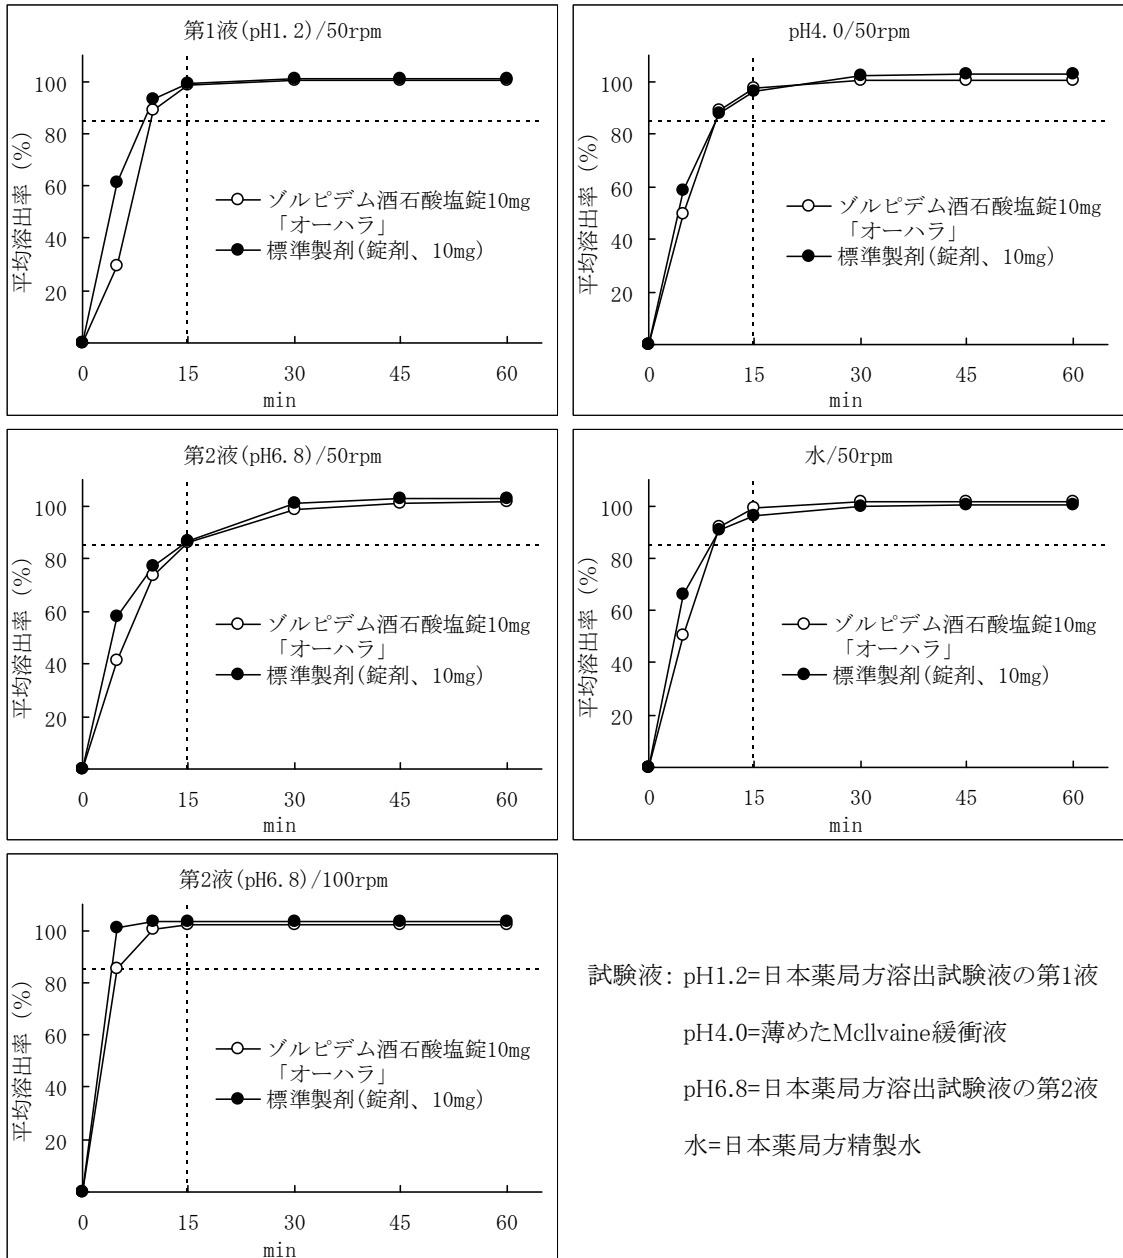 第1液(pH1.2)/50rpm
平均溶出率 (%)
100
80
60
40
20
ゾルピデム酒石酸塩錠10mg
「オーハラ」
標準製剤(錠剤、10mg)
0 15 30 45 60
min
pH4.0/50rpm
平均溶出率 (%)
100
80
60
40
20
ゾルピデム酒石酸塩錠10mg
「オーハラ」
標準製剤(錠剤、10mg)
0 15 30 45 60
min
第2液(pH6.8)/50rpm
平均溶出率 (%)
100
80
60
40
20
ゾルピデム酒石酸塩錠10mg
「オーハラ」
標準製剤(錠剤、10mg)
0 15 30 45 60
min
水/50rpm
平均溶出率 (%)
100
80
60
40
20
ゾルピデム酒石酸塩錠10mg
「オーハラ」
標準製剤(錠剤、10mg)
0 15 30 45 60
min
第2液(pH6.8)/100rpm
平均溶出率 (%)
100
80
60
40
20
ゾルピデム酒石酸塩錠10mg
「オーハラ」
標準製剤(錠剤、10mg)
0 15 30 45 60
min
試験液: pH1.2=日本薬局方溶出試験液の第1液
pH4.0=薄めたMcllvaine緩衝液
pH6.8=日本薬局方溶出試験液の第2液
水=日本薬局方精製水